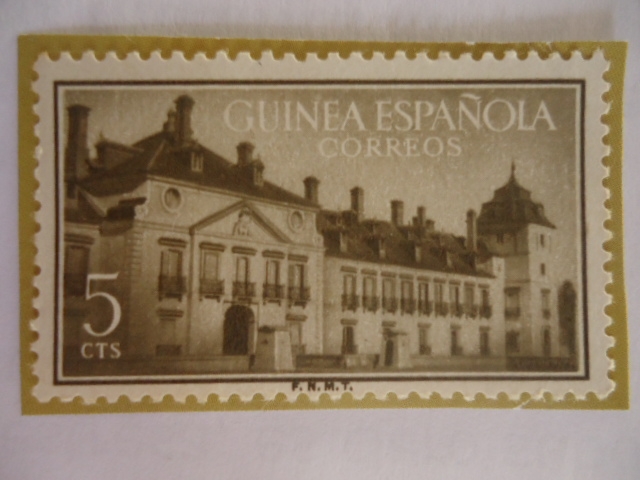 GUINEA ESPAÑOLA
CORREOS
5
CTS
F. N. M. T.